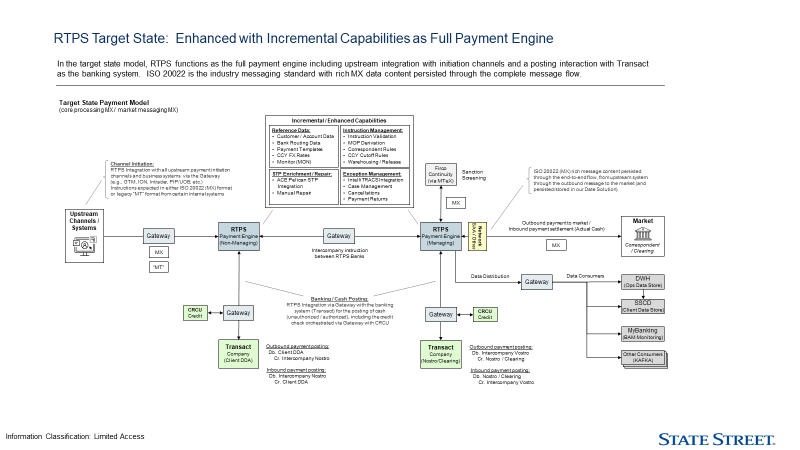 RTPS Target State: Enhanced with Incremental Capabilities as Full Payment Engine
In the target state model, RTPS functions as the full payment engine including upstream integration with initiation channels and a posting interaction with Transact
as the banking system. ISO 20022 is the industry messaging standard with rich MX data content persisted through the complete message flow.
Target State Payment Model
(core processing MX / market messaging MX)
Incremental / Enhanced Capabilities
Reference Data:
• Customer / Account Data
• Bank Routing Data
• Payment Templates
• CCY FX Rates
• Monitor (MON)
Instruction Management:
• Instruction Validation
• MOP Derivation
• Correspondent Rules
• CCY Cutoff Rules
• Warehousing / Release
STP Enrichment / Repair:
• ACE Pelican STP
Integration
• Manual Repair
Exception Management:
• IntelliTRACS Integration
• Case Management
• Cancellations
• Payment Returns
Channel Initiation:
RTPS Integration with all upstream payment initiation
channels and business systems via the Gateway
(e.g., GTM, ION, Intrader, PIP/UOB, etc.)
Instructions expected in either ISO 20022 (MX) format
or legacy "MT" format from certain internal systems
Firco
Continuity
(via MTeX)
Sanction
Screening
MX
ISO 20022 (MX) rich message content persisted
through the end-to-end flow, from upstream system
through the outbound message to the market (and
persisted/stored in our Data Solution)
Upstream
Channels /
Systems
Gateway
MX
"MT"
RTPS
Payment Engine
(Non-Managing)
Gateway
Intercompany instruction
between RTPS Banks
RTPS
Payment Engine
(Managing)
Network
SAA / Other
Outbound payment to market /
Inbound payment settlement (Actual Cash)
MX
Market
Correspondent
/ Clearing
Data Distribution
Gateway
Data Consumers
DWH
(Ops Data Store)
SSCD
(Client Data Store)
MyBanking
(BAM Monitoring)
Other Consumers
(KAFKA)
Banking / Cash Posting:
RTPS Integration via Gateway with the banking
system (Transact) for the posting of cash
(unauthorized / authorized), including the credit
check orchestrated via Gateway with CRCU
CRCU
Credit
Gateway
Gateway
CRCU
Credit
Transact
Company
(Client DDA)
Outbound payment posting:
Db. Client DDA
Cr. Intercompany Nostro
Inbound payment posting:
Db. Intercompany Nostro
Cr. Client DDA
Transact
Company
(Nostro/Clearing)
Outbound payment posting:
Db. Intercompany Vostro
Cr. Nostro / Clearing
Inbound payment posting:
Db. Nostro / Clearing
Cr. Intercompany Vostro
Information Classification: Limited Access
STATE STREET.